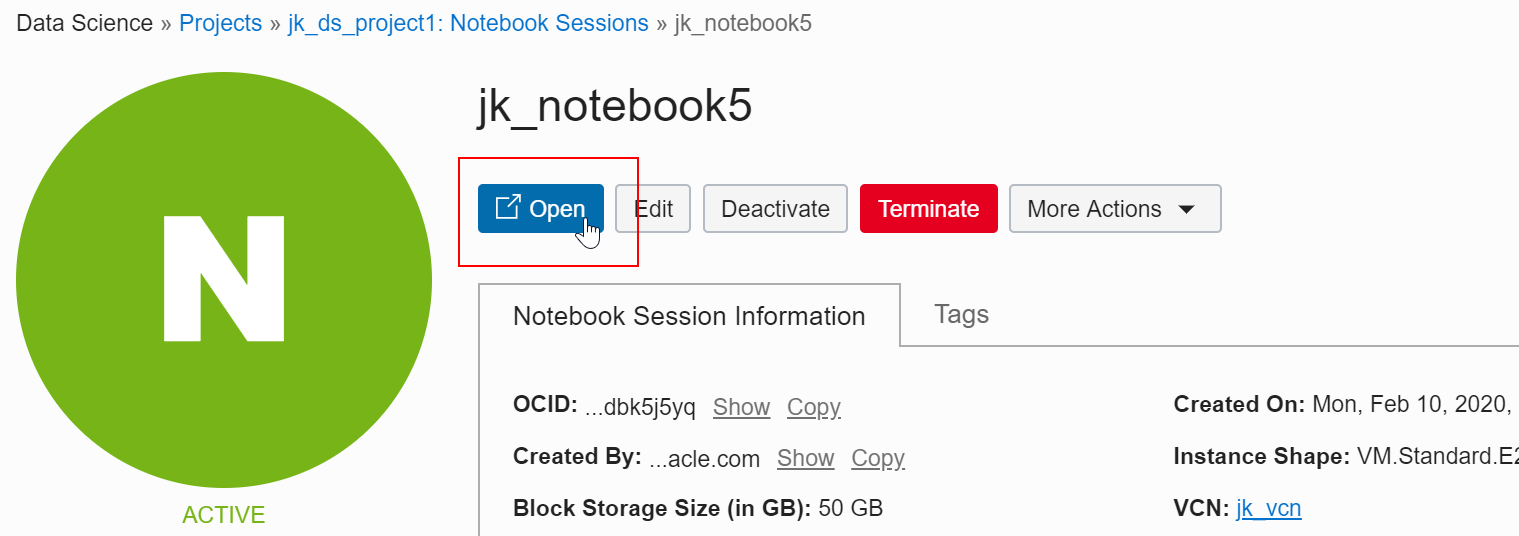 Data Science » Projects » jk_ds_project1: Notebook Sessions » jk_notebook5
N
ACTIVE
jk_notebook5
Open Edit Deactivate Terminate More Actions
Notebook Session Information Tags
OCID: ...dbk5j5yq Show Copy
Created By: ...acle.com Show Copy
Block Storage Size (in GB): 50 GB
Created On: Mon, Feb 10, 2020,
Instance Shape: VM.Standard.E2
VCN: jk_vcn